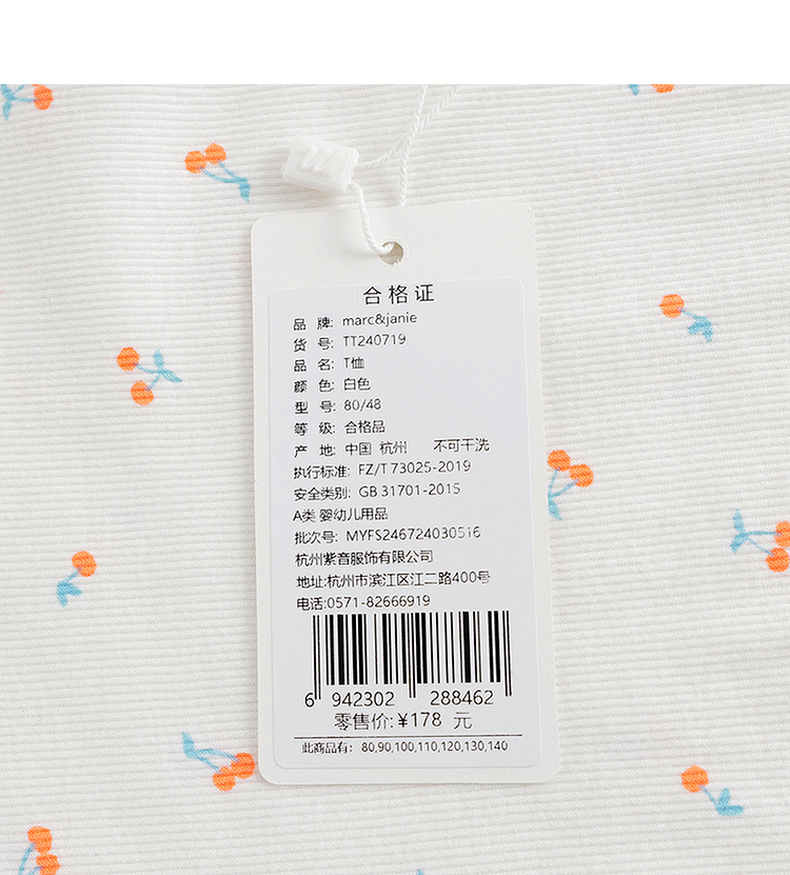 合格证
品 牌: marc&janie
货 号: TT240719
品 名: T恤
颜 色: 白色
型 号: 80/48
等 级: 合格品
产 地: 中国 杭州 不可干洗
执行标准: FZ/T 73025-2019
安全类别: GB 31701-2015
A类 婴幼儿用品
批次号: MYFS246724030516
杭州紫音服饰有限公司
地址:杭州市滨江区江二路400号
电话:0571-82666919
6 942302 288462
零售价:¥178 元
此商品有: 80,90,100,110,120,130,140